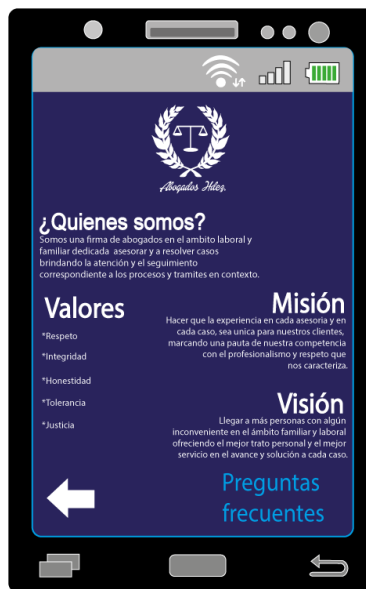 Abogados Hdez.
¿Quienes somos?
Somos una firma de abogados en el ambito laboral y
familiar dedicada asesorar y a resolver casos
brindando la atención y el seguimiento
correspondiente a los procesos y tramites en contexto.
Valores
*Respeto
*Integridad
*Honestidad
*Tolerancia
*Justicia
Misión
Hacer que la experiencia en cada asesoria y en
cada caso, sea unica para nuestros clientes,
marcando una pauta de nuestra competencia
con el profesionalismo y respeto que
nos caracteriza.
Visión
Llegar a más personas con algún
inconveniente en el ámbito familiar y laboral
ofreciendo el mejor trato personal y el mejor
servicio en el avance y solución a cada caso.
Preguntas
frecuentes